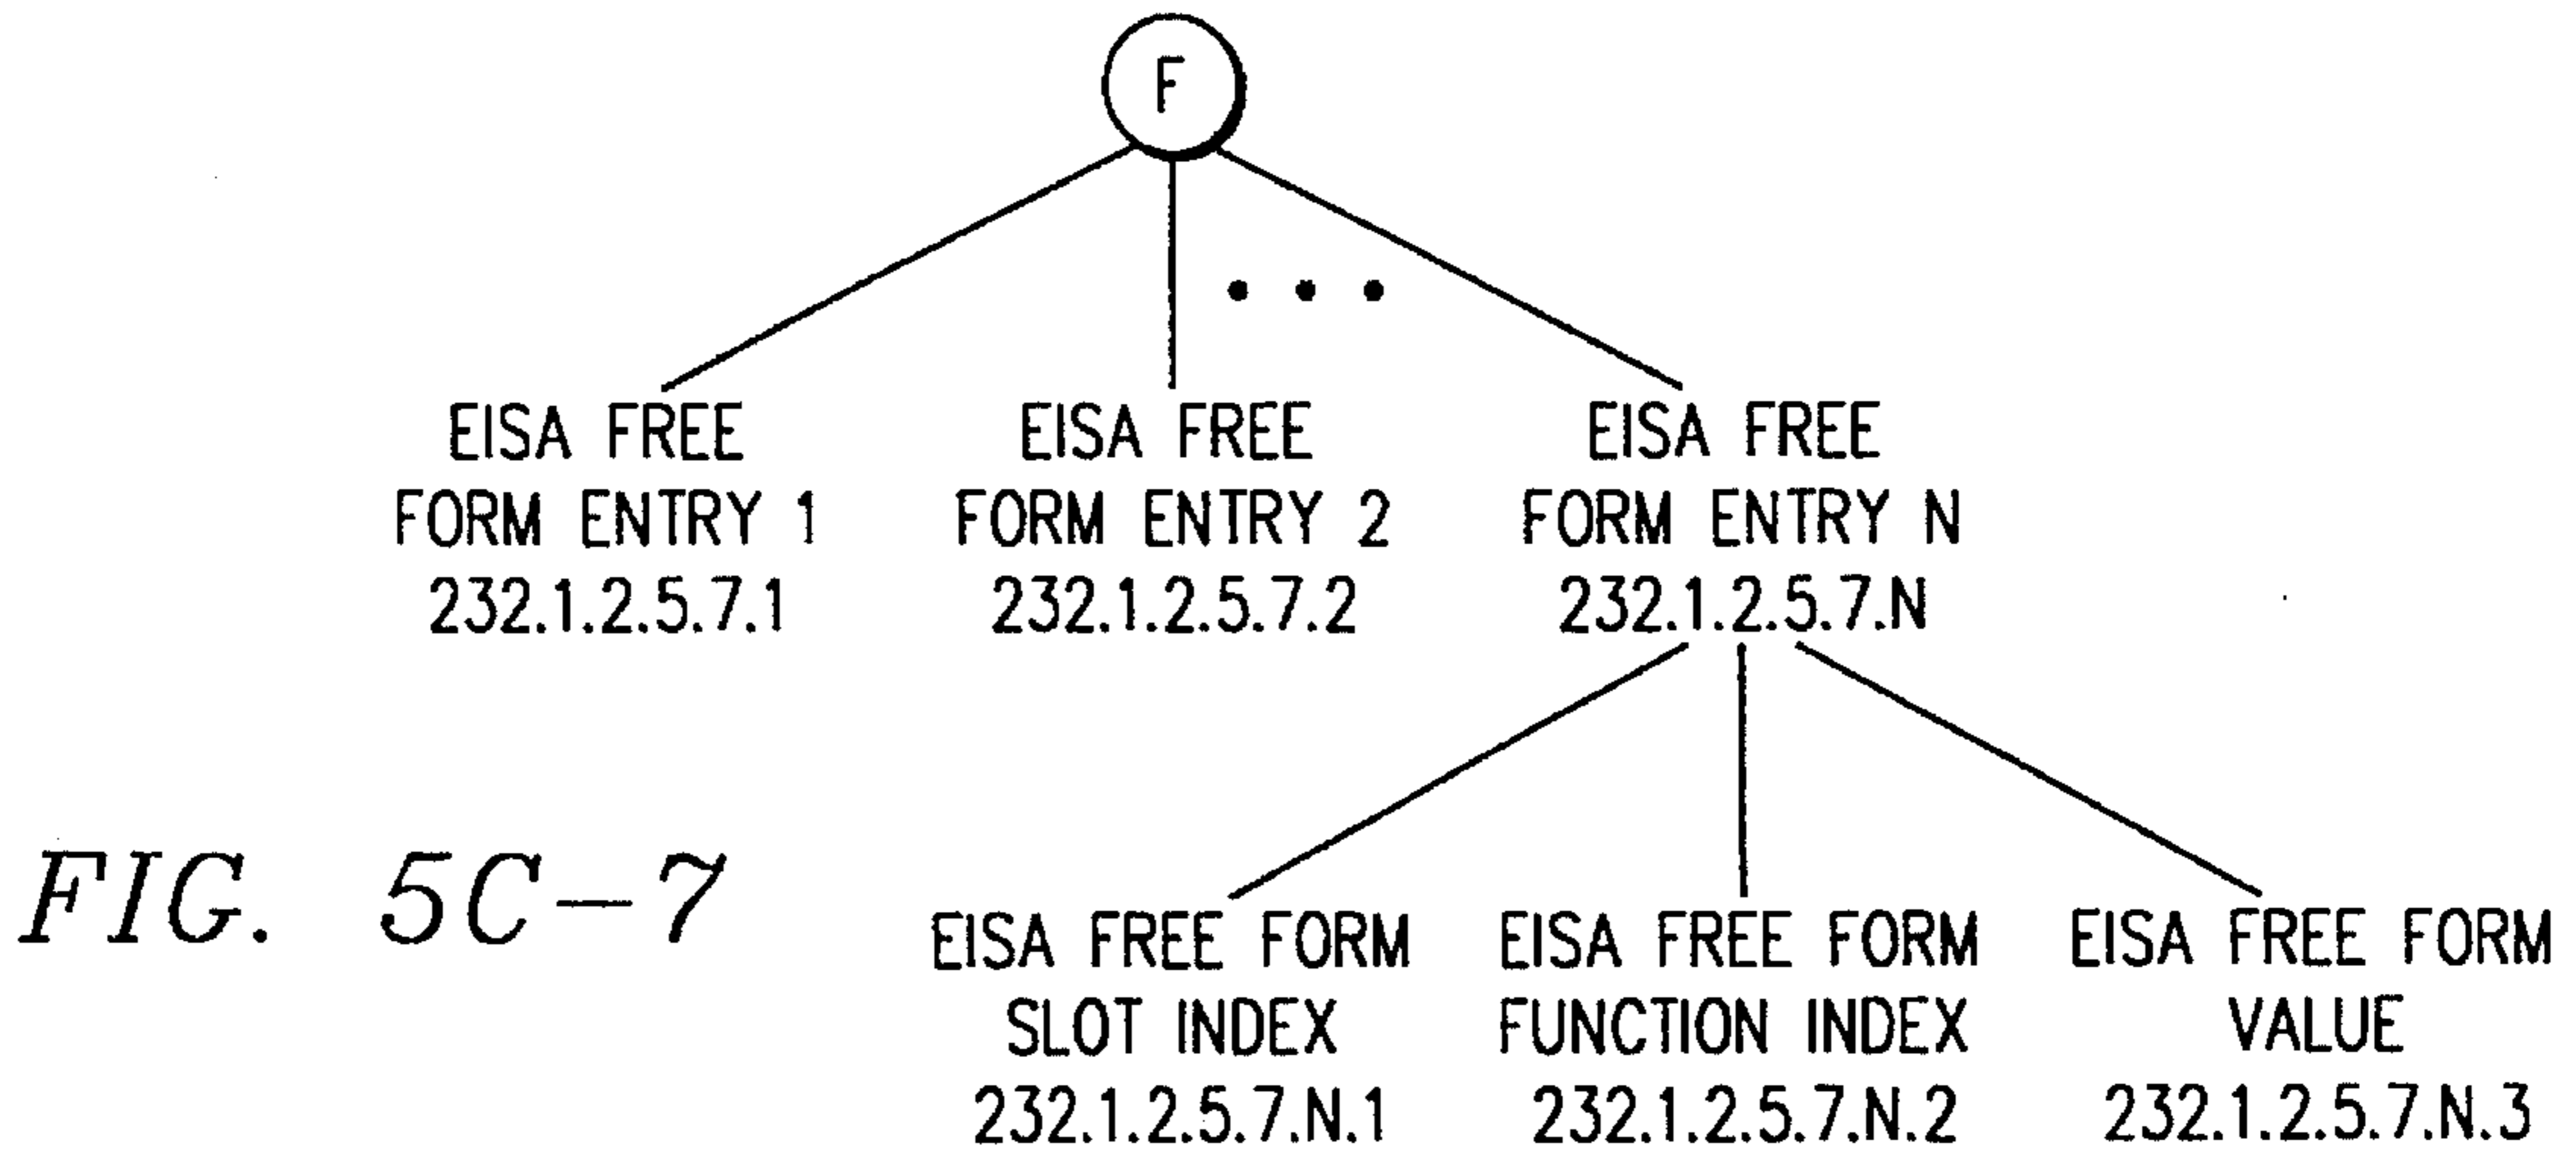 F
EISA FREE
FORM ENTRY 1
232.1.2.5.7.1
EISA FREE
FORM ENTRY 2
232.1.2.5.7.2
EISA FREE
FORM ENTRY N
232.1.2.5.7.N
EISA FREE FORM
SLOT INDEX
232.1.2.5.7.N.1
EISA FREE FORM
FUNCTION INDEX
232.1.2.5.7.N.2
EISA FREE FORM
VALUE
232.1.2.5.7.N.3
FIG. 5C-7